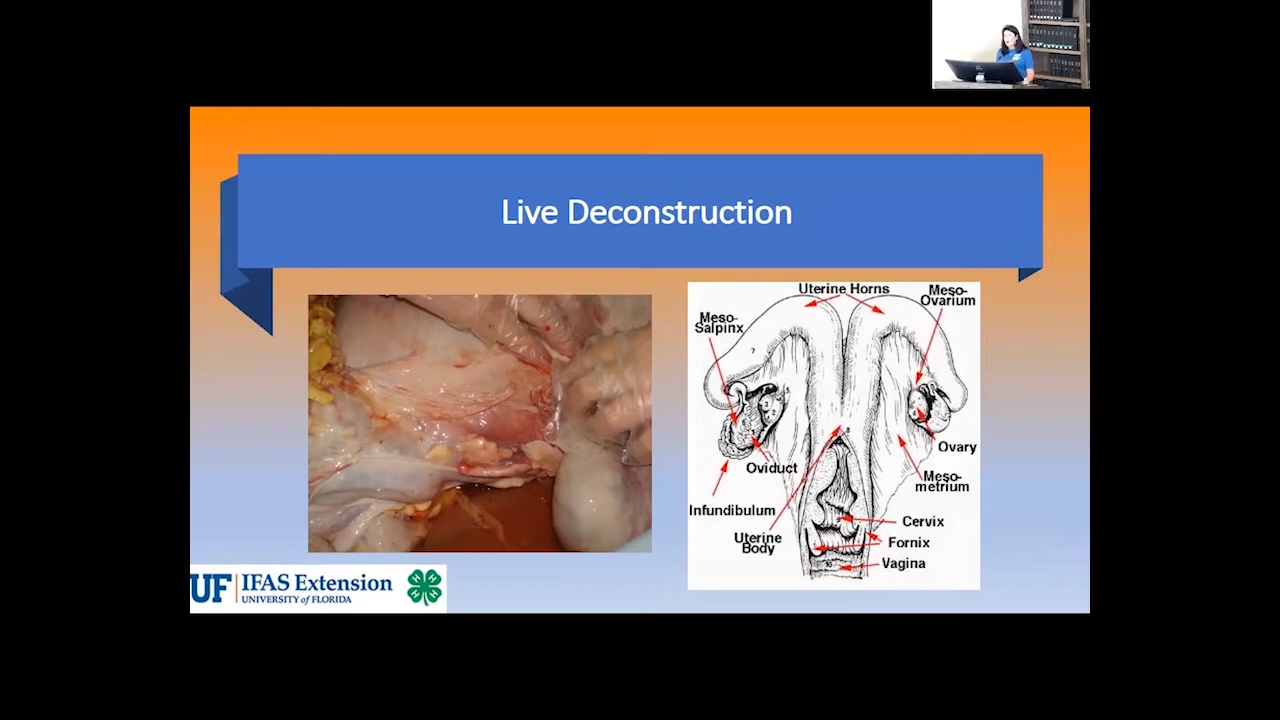 Live Deconstruction
Uterine Horns
Meso-
Ovarium
Meso-
Salpinx
Oviduct
Infundibulum
Uterine
Body
Ovary
Meso-
metrium
Cervix
Fornix
Vagina
UF IFAS Extension
UNIVERSITY of FLORIDA
H H H H